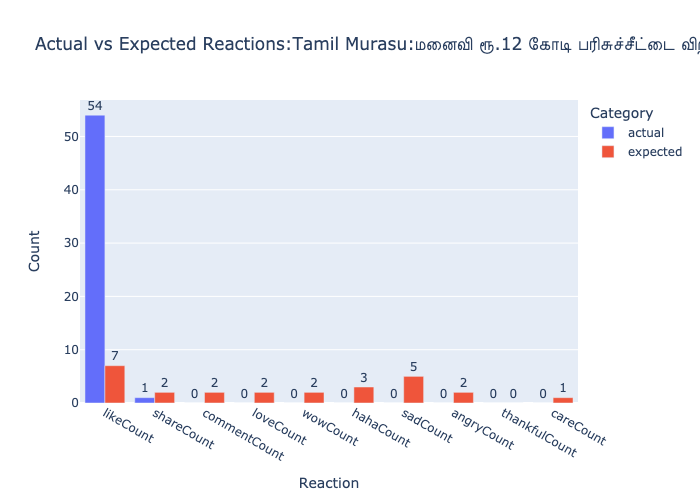 Actual vs Expected Reactions:Tamil Murasu:மனைவி ரூ.12 கோடி பரிசுச்சீட்டை
Category
actual
expected
54
50
40
30
20
10
0
7
1
2
0
2
0
2
0
2
0
3
0
5
0
2
0
0
0
1
Count
likeCount
shareCount
commentCount
loveCount
wowCount
hahaCount
sadCount
angryCount
thankfulCount
careCount
Reaction